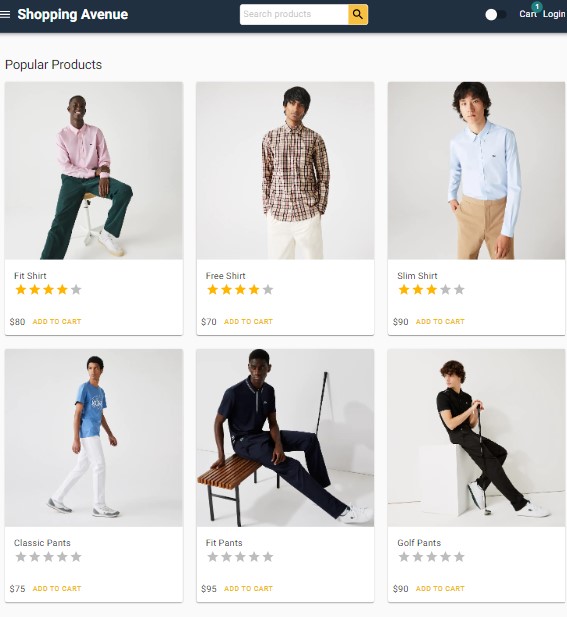 Shopping Avenue
Search products
Cart
1
Login
Popular Products
Fit Shirt
$80 ADD TO CART
Free Shirt
$70 ADD TO CART
Slim Shirt
$90 ADD TO CART
Classic Pants
$75 ADD TO CART
Fit Pants
$95 ADD TO CART
Golf Pants
$90 ADD TO CART